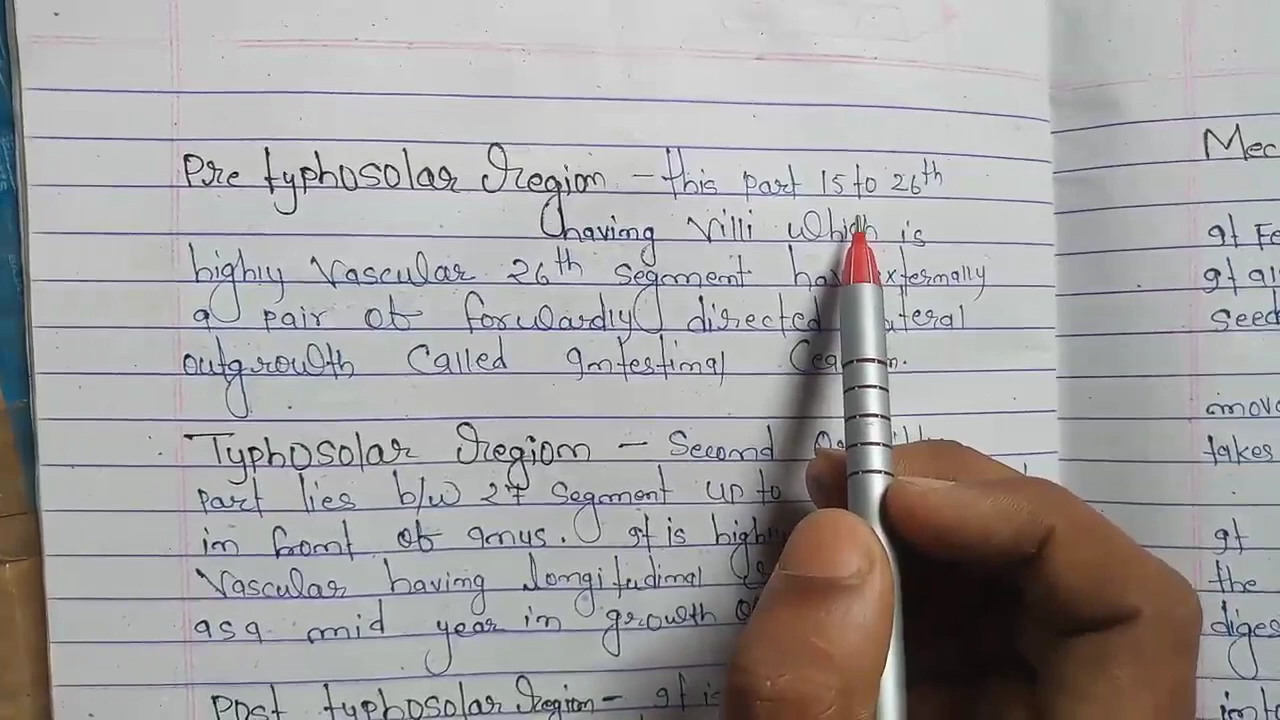 Pre typhosolar Region - this part 15 to 26th
having villi which is
highly vascular 26th segment have externally
a pair of forwardly directed lateral
outgrowth called Intestinal
Typhosolar Region - Second
part lies b/w 27 segment up to
in front of anus. It is highly
Vascular having longitudinal
as a mid year in growth
Post typhosolar Region - It is
Mec
It
It
Seed
mov
takes
It
the
diges
int